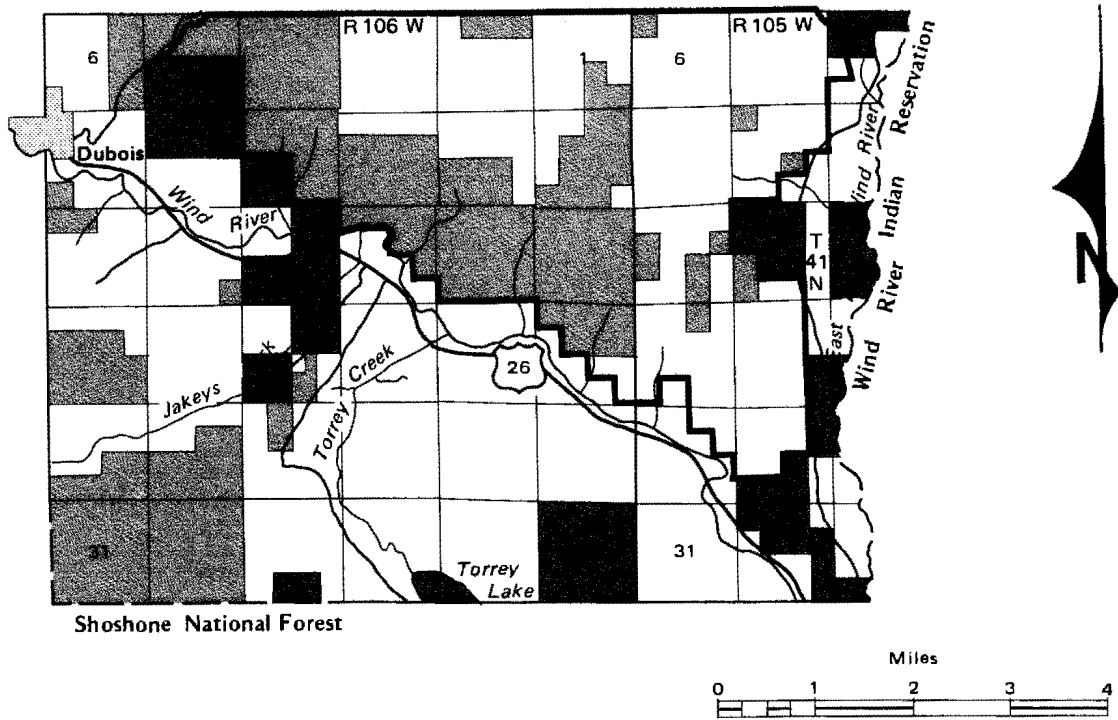 R 106 W
R 105 W
6
1
6
Dubois
Wind River
Wind River
Wind River Indian Reservation
T
41
N
East
N
26
Jakeys
k
Torrey Creek
31
31
Torrey
Lake
Shoshone National Forest
Miles
0 1 2 3 4